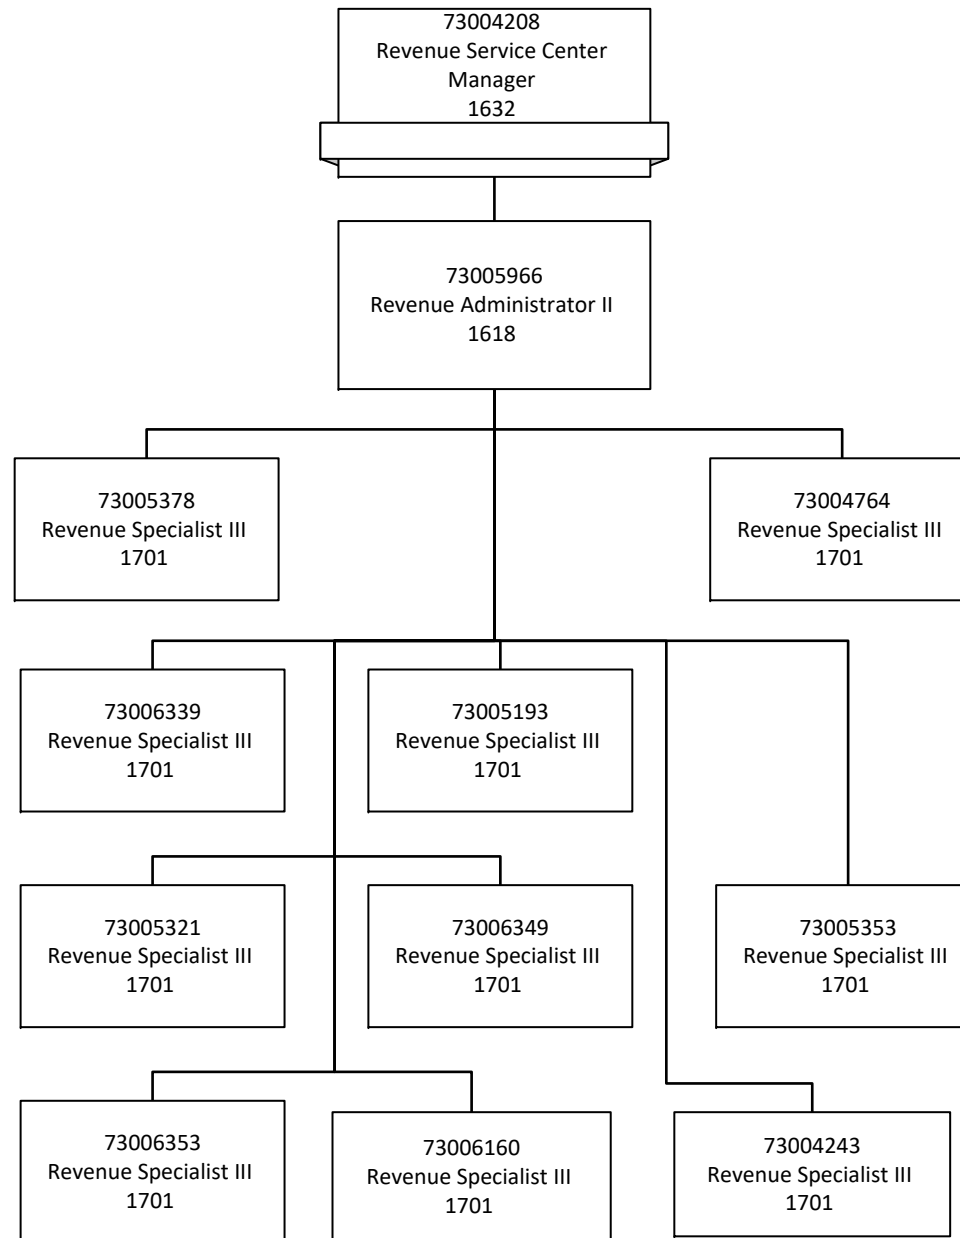 73004208
Revenue Service Center
Manager
1632
73005966
Revenue Administrator II
1618
73005378
Revenue Specialist III
1701
73004764
Revenue Specialist III
1701
73006339
Revenue Specialist III
1701
73005193
Revenue Specialist III
1701
73005321
Revenue Specialist III
1701
73006349
Revenue Specialist III
1701
73005353
Revenue Specialist III
1701
73006353
Revenue Specialist III
1701
73006160
Revenue Specialist III
1701
73004243
Revenue Specialist III
1701